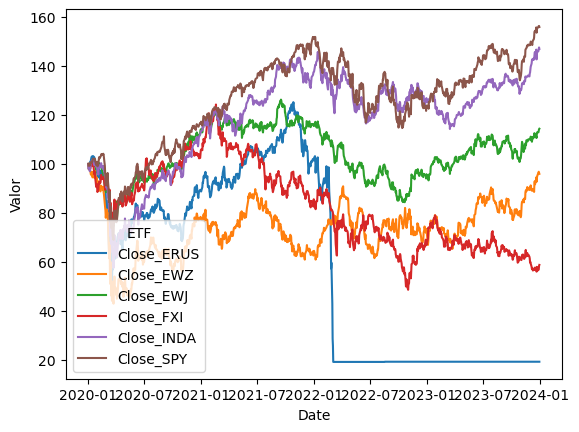 160
140
120
100
80
60
40
20
Valor
ETF
Close_ERUS
Close_EWZ
Close_EWJ
Close_FXI
Close_INDA
Close_SPY
2020-01 2020-07 2021-01 2021-07 2022-01 2022-07 2023-01 2023-07 2024-01
Date